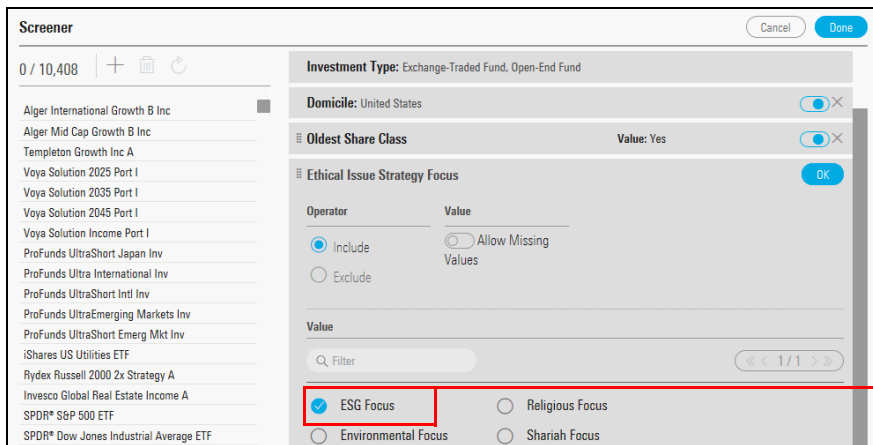 Screener
Cancel
Done
0 / 10,408
Alger International Growth B Inc
Alger Mid Cap Growth B Inc
Templeton Growth Inc A
Voya Solution 2025 Port I
Voya Solution 2035 Port I
Voya Solution 2045 Port I
Voya Solution Income Port I
ProFunds UltraShort Japan Inv
ProFunds Ultra International Inv
ProFunds UltraShort Intl Inv
ProFunds UltraEmerging Markets Inv
ProFunds UltraShort Emerg Mkt Inv
iShares US Utilities ETF
Rydex Russell 2000 2x Strategy A
Invesco Global Real Estate Income A
SPDR® S&P 500 ETF
SPDR® Dow Jones Industrial Average ETF
Investment Type: Exchange-Traded Fund, Open-End Fund
Domicile: United States
Oldest Share Class Value: Yes
Ethical Issue Strategy Focus
OK
Operator Value
Include
Exclude
Allow Missing
Values
Value
Filter
1 / 1
ESG Focus Religious Focus
Environmental Focus Shariah Focus